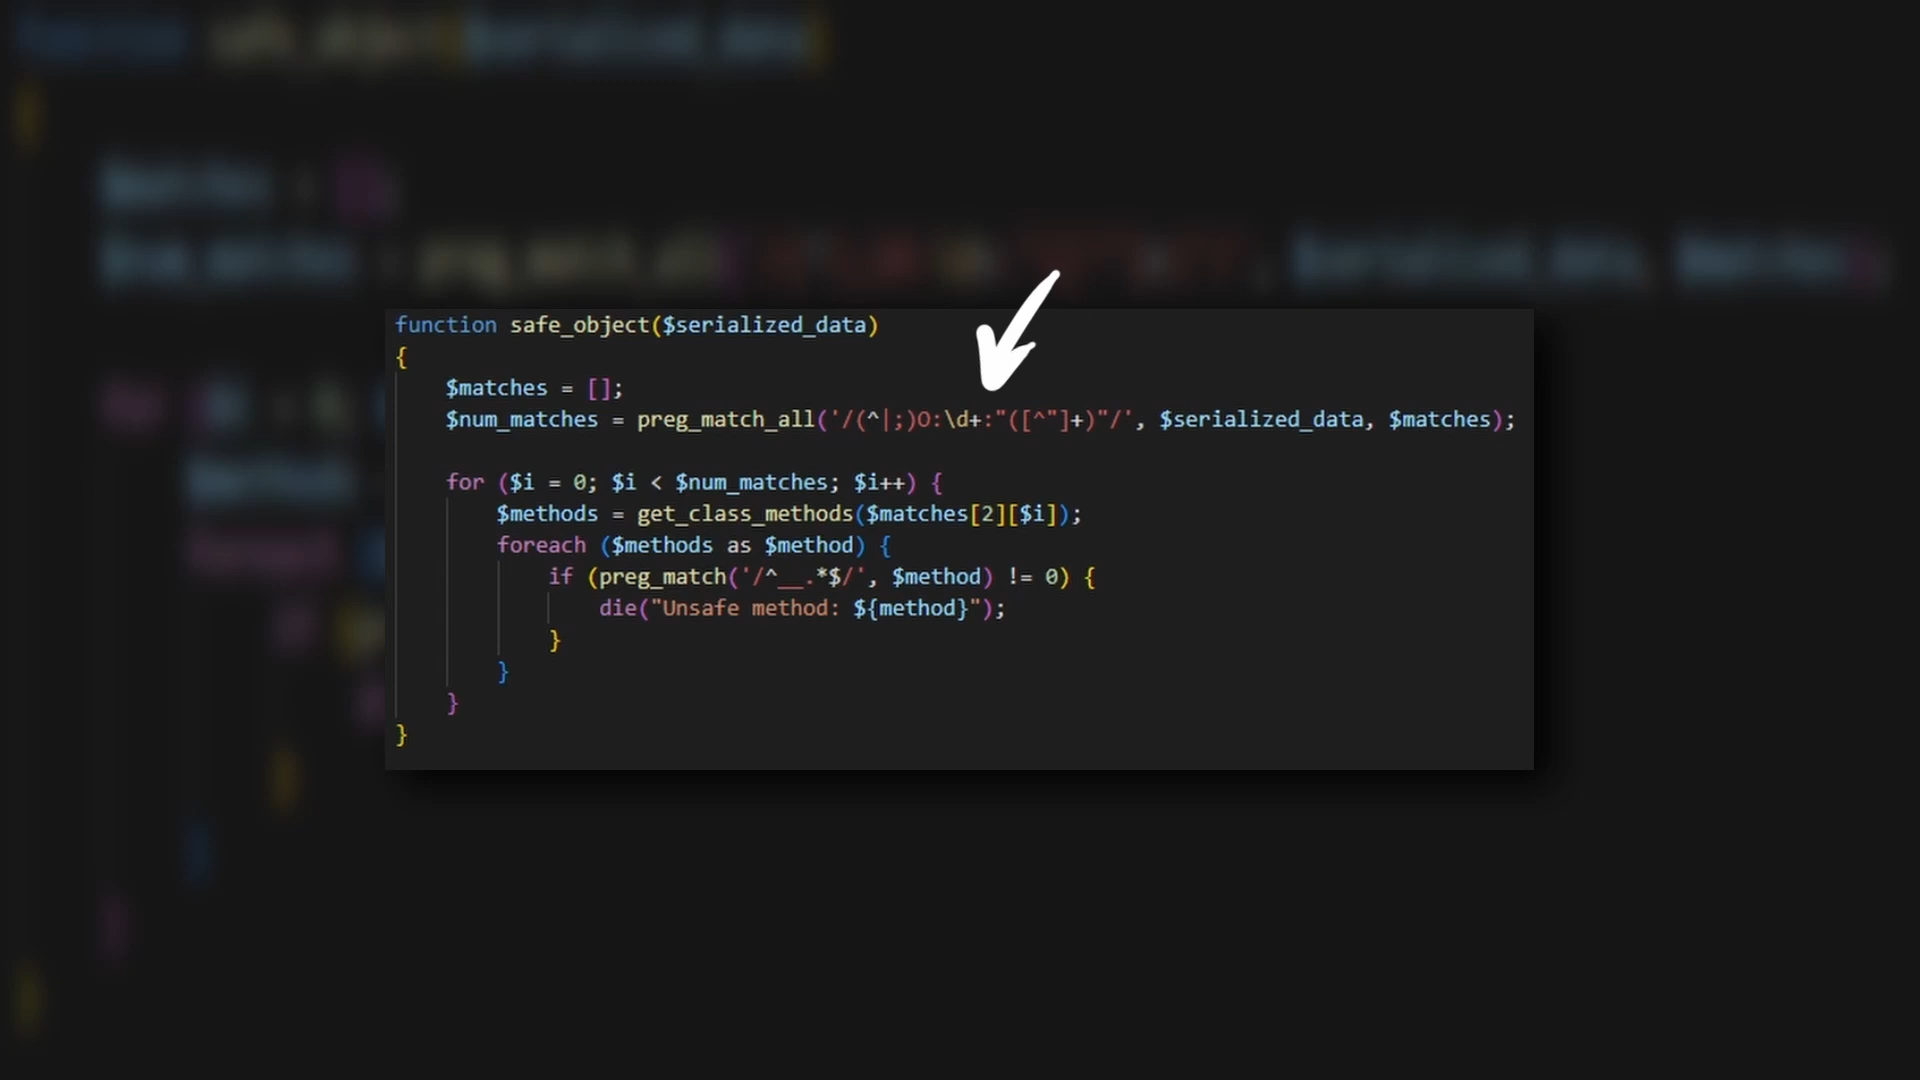 function safe_object($serialized_data)
{
    $matches = [];
    $num_matches = preg_match_all('/(^|;)O:\d+:"([^"]+)"/', $serialized_data, $matches);
    for ($i = 0; $i < $num_matches; $i++) {
        $methods = get_class_methods($matches[2][$i]);
        foreach ($methods as $method) {
            if (preg_match('/^__.*$/', $method) != 0) {
                die("Unsafe method: ${method}");
            }
        }
    }
}